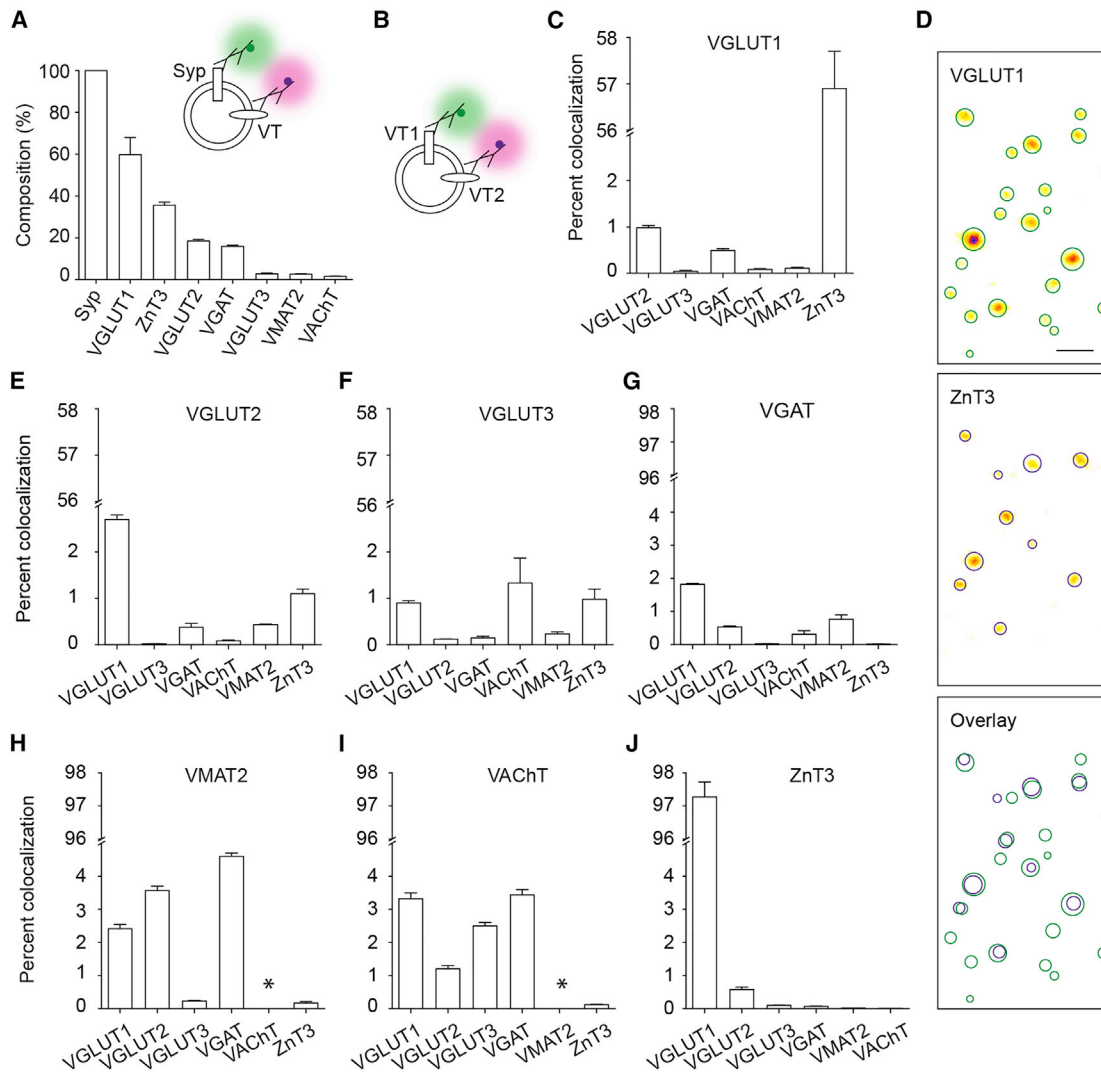 A
Composition (%)
100
80
60
40
20
0
Syp
VGLUT1
ZnT3
VGLUT2
VGAT
VGLUT3
VMAT2
VAChT
Syp
VT
B
VT1
VT2
C
VGLUT1
Percent colocalization
58
57
56
2
1
0
VGLUT2
VGLUT3
VGAT
VAChT
VMAT2
ZnT3
D
VGLUT1
ZnT3
Overlay
E
VGLUT2
Percent colocalization
58
57
56
2
1
0
VGLUT1
VGLUT3
VGAT
VAChT
VMAT2
ZnT3
F
VGLUT3
58
57
56
2
1
0
VGLUT1
VGLUT2
VGAT
VAChT
VMAT2
ZnT3
G
VGAT
98
97
96
4
3
2
1
0
VGLUT1
VGLUT2
VGLUT3
VAChT
VMAT2
ZnT3
H
VMAT2
Percent colocalization
98
97
96
4
3
2
1
0
*
VGLUT1
VGLUT2
VGLUT3
VGAT
VAChT
ZnT3
I
VAChT
98
97
96
4
3
2
1
0
*
VGLUT1
VGLUT2
VGLUT3
VGAT
VMAT2
ZnT3
J
ZnT3
98
97
96
4
3
2
1
0
VGLUT1
VGLUT2
VGLUT3
VGAT
VMAT2
VAChT